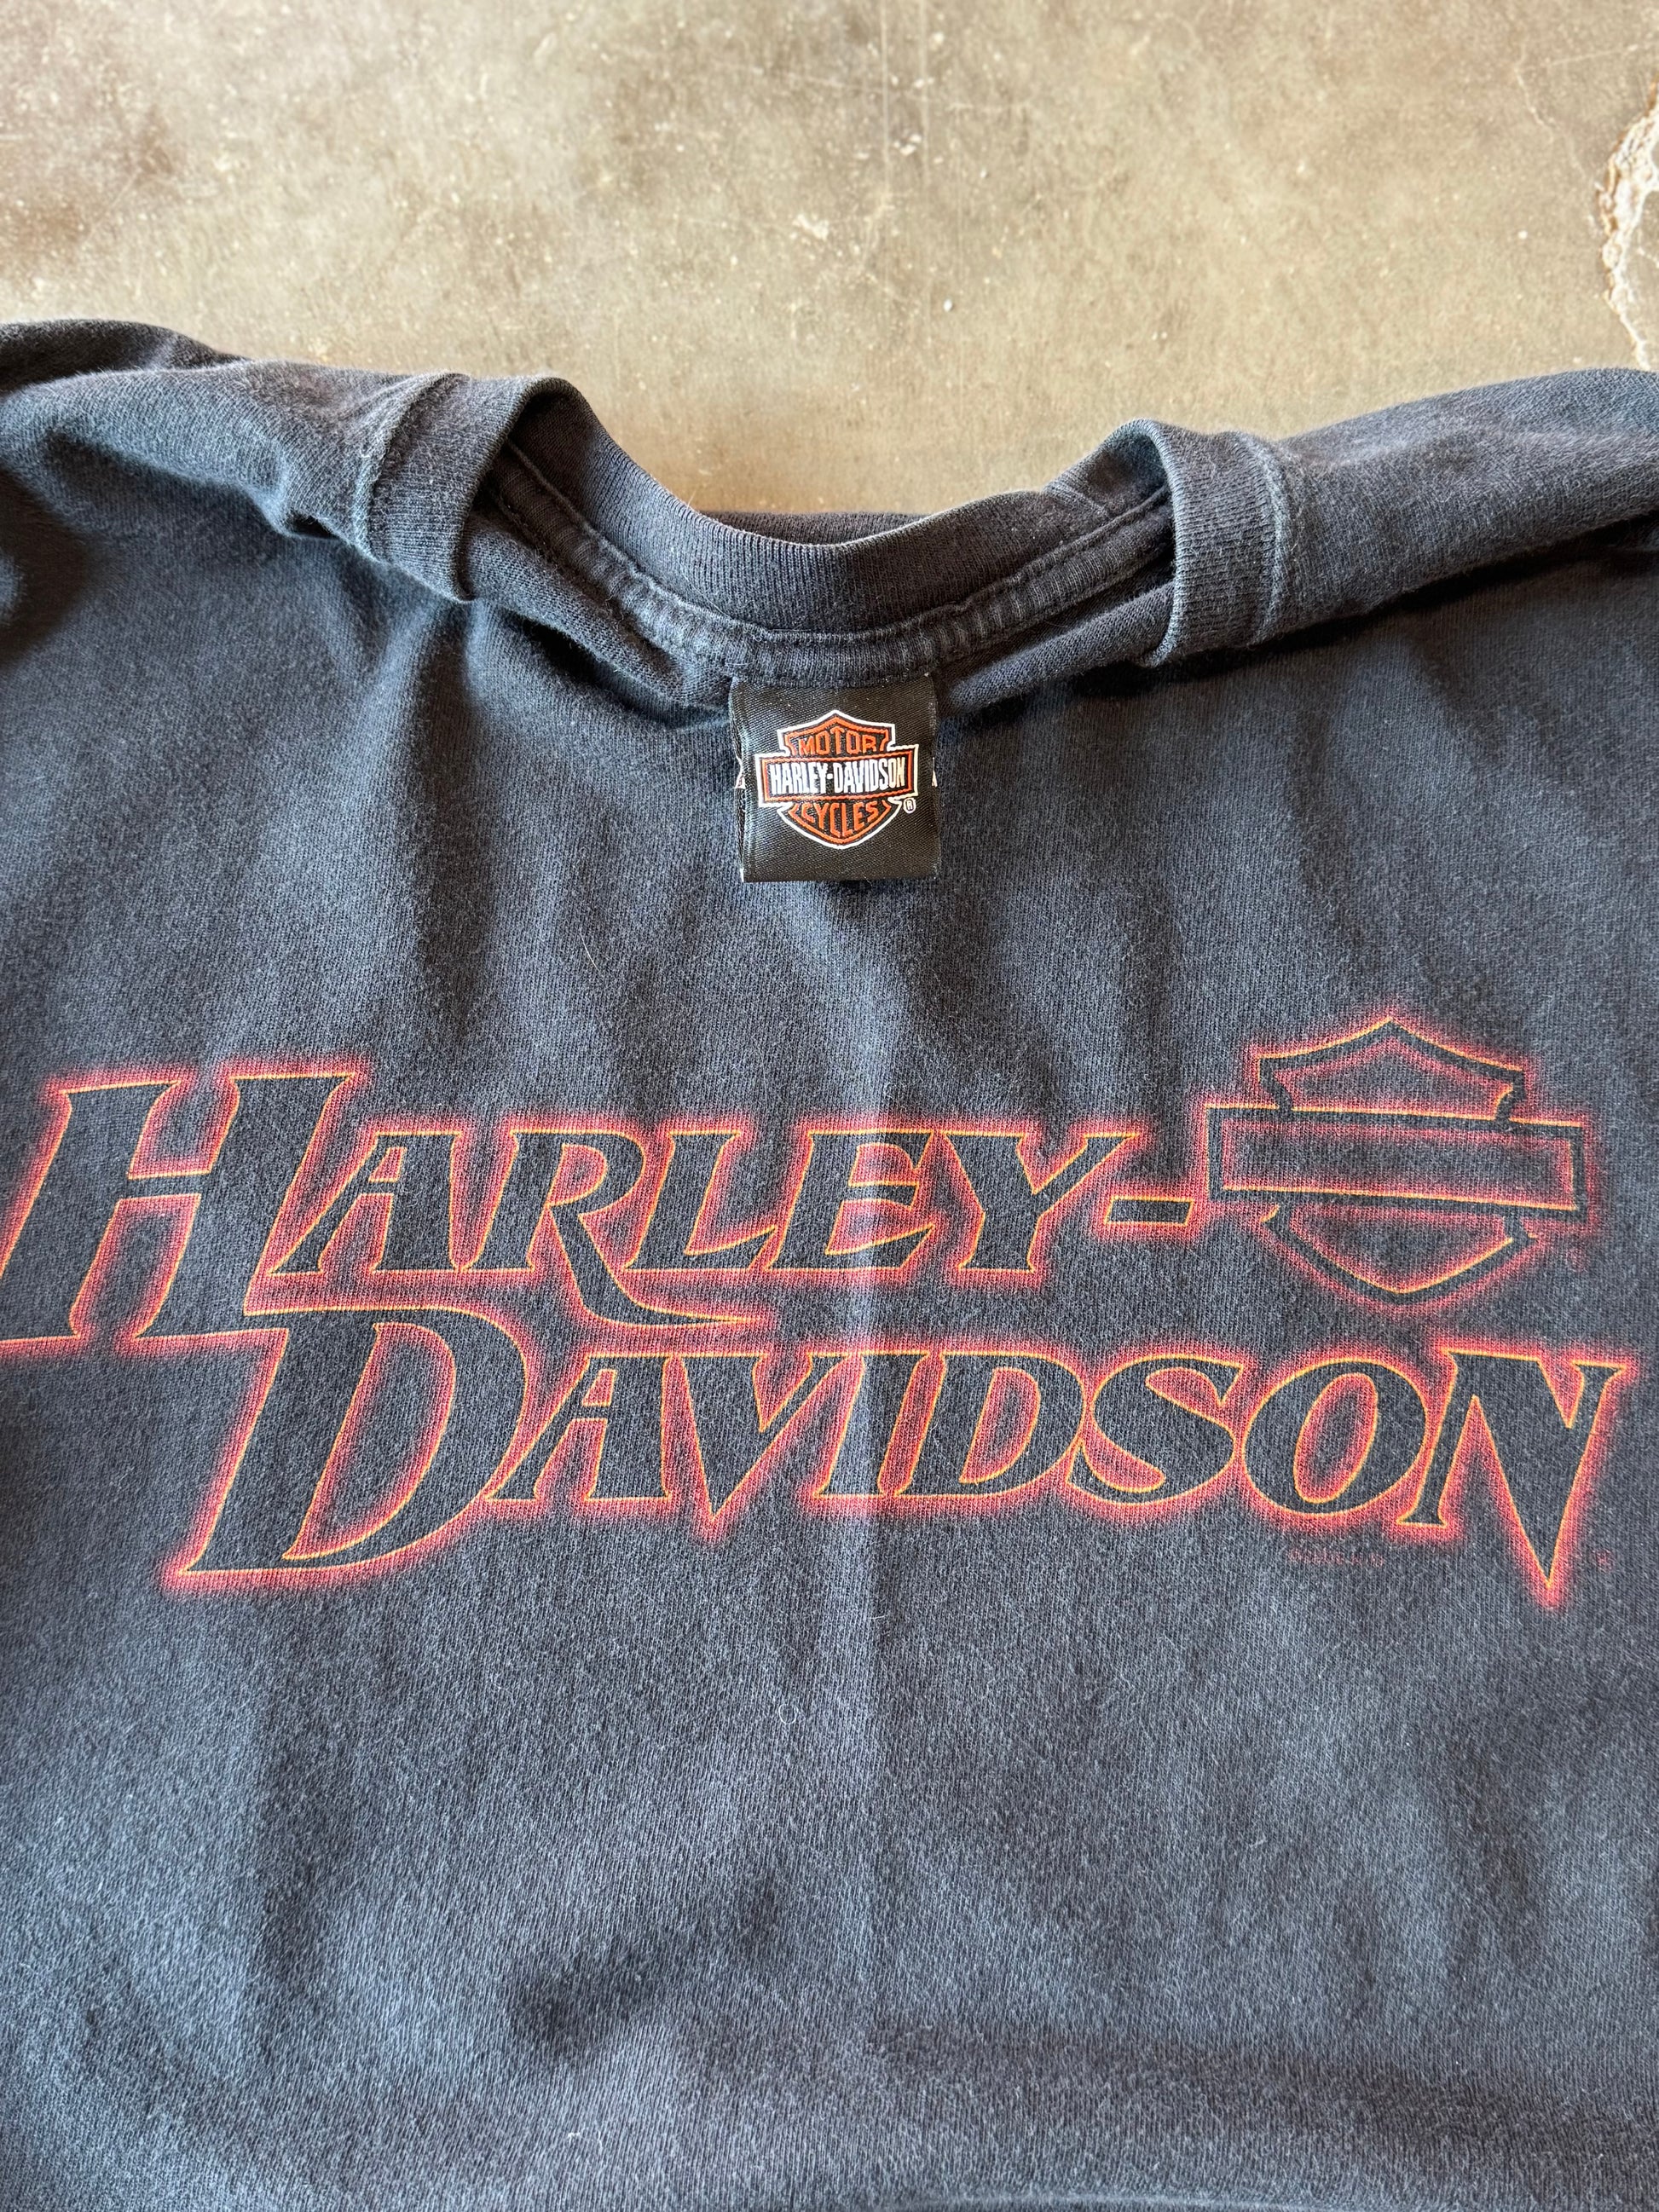 MOTOR
HARLEY-DAVIDSON
CYCLES
®
HARLEY-
DAVIDSON